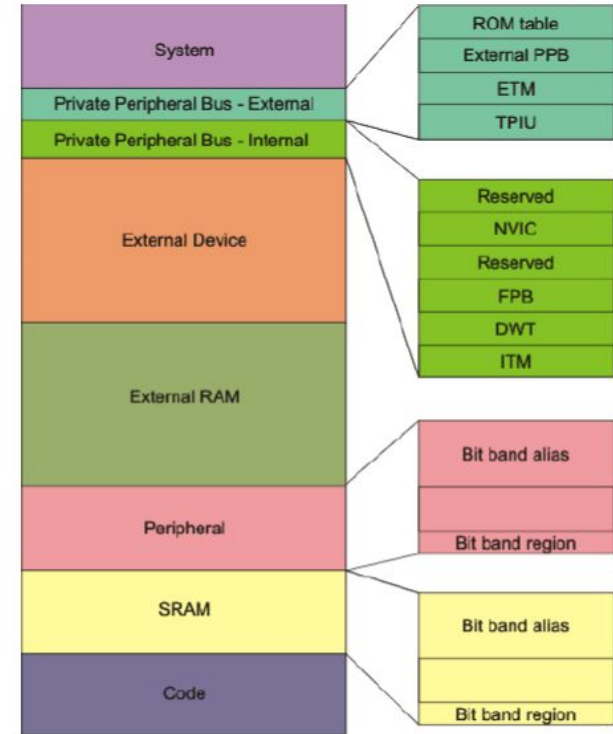 System
Private Peripheral Bus - External
Private Peripheral Bus - Internal
External Device
External RAM
Peripheral
SRAM
Code
ROM table
External PPB
ETM
TPIU
Reserved
NVIC
Reserved
FPB
DWT
ITM
Bit band alias
Bit band region
Bit band alias
Bit band region